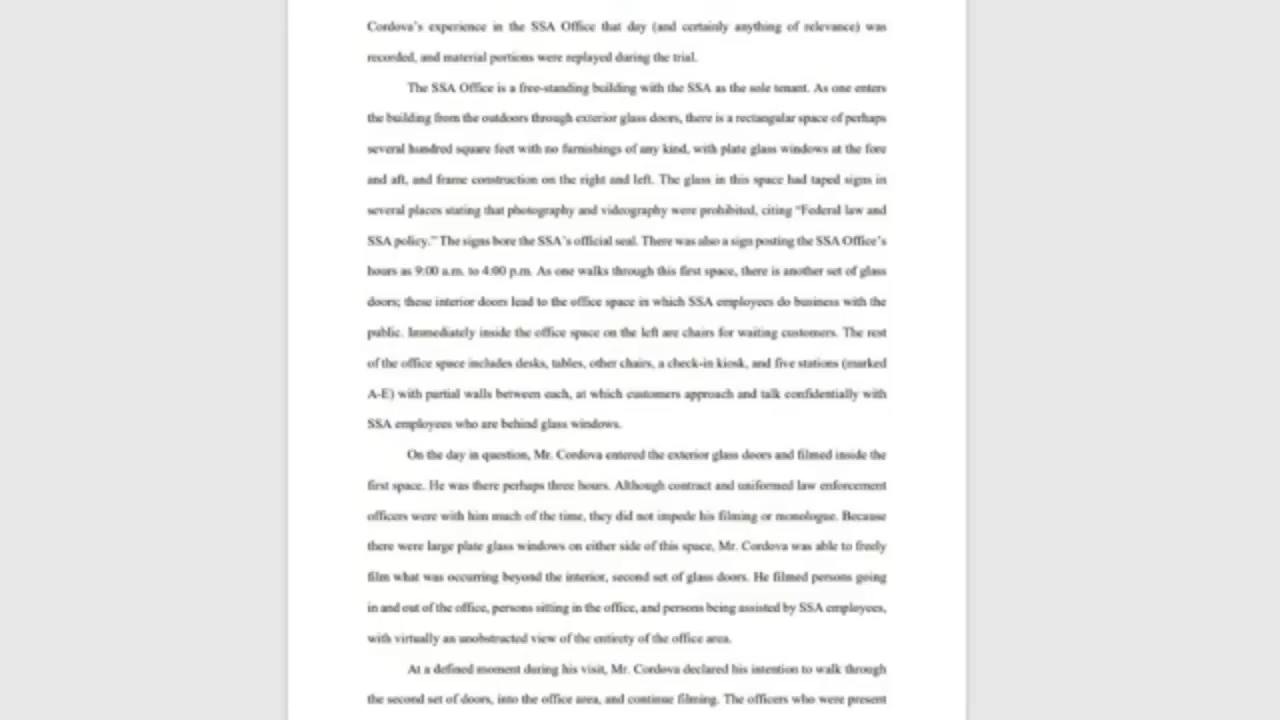 Cordova's experience in the SSA Office that day (and certainly anything of relevance) was
recorded, and material portions were replayed during the trial.
The SSA Office is a free-standing building with the SSA as the sole tenant. As one enters
the building from the outdoors through exterior glass doors, there is a rectangular space of perhaps
several hundred square feet with no furnishings of any kind, with plate glass windows at the fore
and aft, and frame construction on the right and left. The glass in this space had taped signs in
several places stating that photography and videography were prohibited, citing "Federal law and
SSA policy." The signs bore the SSA's official seal. There was also a sign posting the SSA Office's
hours as 9:00 a.m. to 4:00 p.m. As one walks through this first space, there is another set of glass
doors; these interior doors lead to the office space in which SSA employees do business with the
public. Immediately inside the office space on the left are chairs for waiting customers. The rest
of the office space includes desks, tables, other chairs, a check-in kiosk, and five stations (marked
A-E) with partial walls between each, at which customers approach and talk confidentially with
SSA employees who are behind glass windows.
On the day in question, Mr. Cordova entered the exterior glass doors and filmed inside the
first space. He was there perhaps three hours. Although contract and uniformed law enforcement
officers were with him much of the time, they did not impede his filming or monologue. Because
there were large plate glass windows on either side of this space, Mr. Cordova was able to freely
film what was occurring beyond the interior, second set of glass doors. He filmed persons going
in and out of the office, persons sitting in the office, and persons being assisted by SSA employees,
with virtually an unobstructed view of the entirety of the office area.
At a defined moment during his visit, Mr. Cordova declared his intention to walk through
the second set of doors, into the office area, and continue filming. The officers who were present